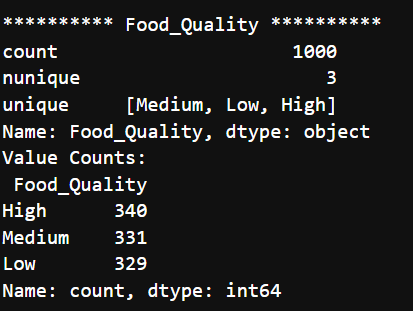 ********** Food_Quality **********
count                     1000
nunique                      3
unique     [Medium, Low, High]
Name: Food_Quality, dtype: object
Value Counts:
 Food_Quality
High      340
Medium    331
Low       329
Name: count, dtype: int64